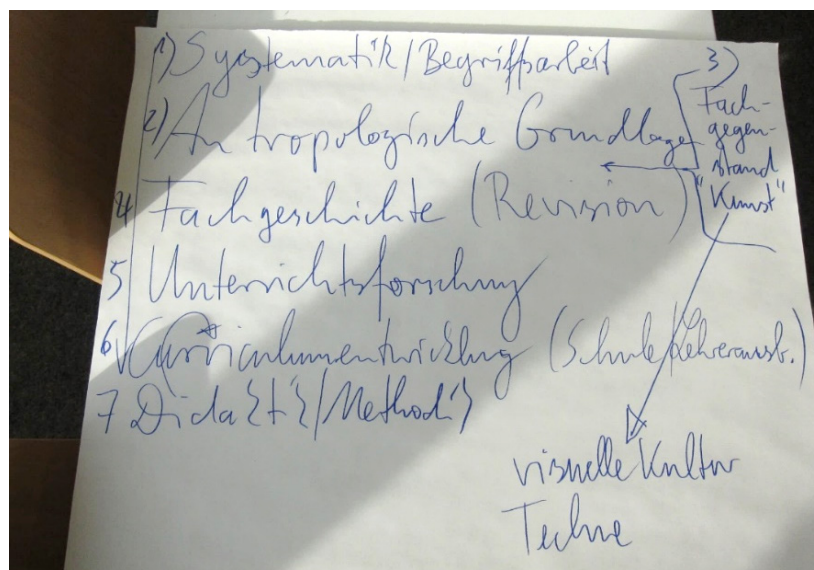 1) Systematik/Begriffsarbeit
2) Antropologische Grundlagen
3)
Fach-
gegen-
stand
"Kunst"
4 Fachgeschichte (Revision)
5 Unterrichtsforschung
6 Curriculumentwicklung (Schule/Lehrerausb.)
7 Didaktik/Methodik
visuelle Kultur
Techne